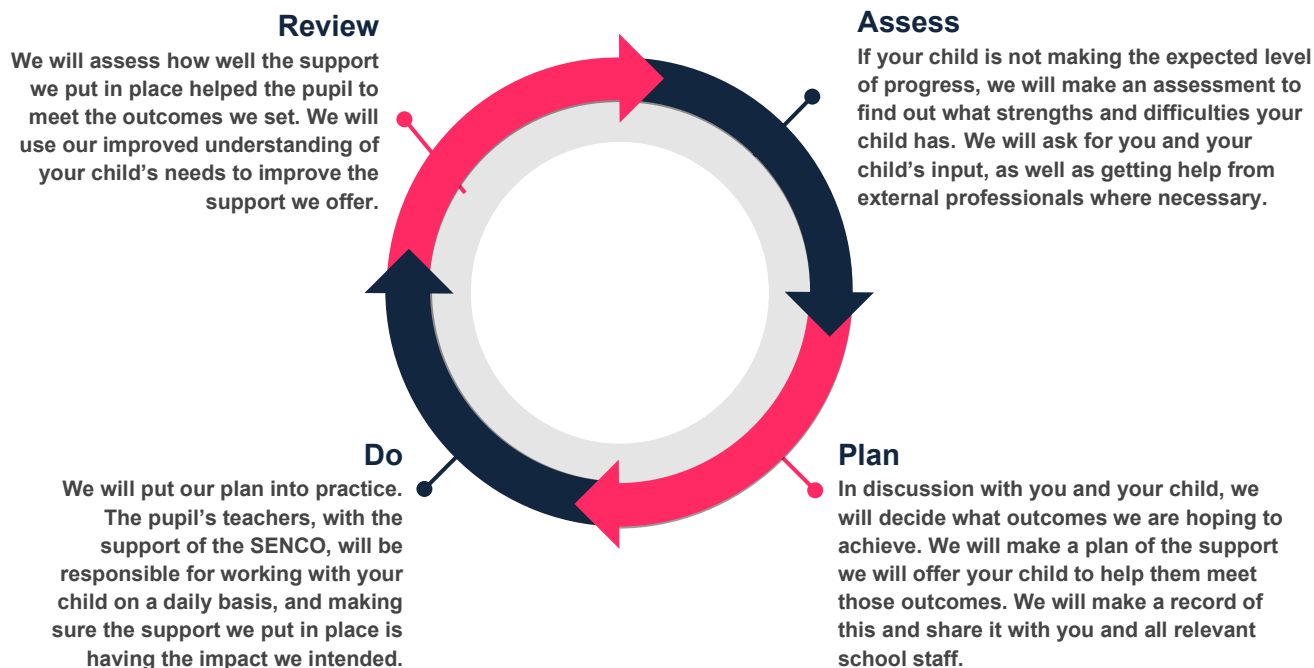 Review
We will assess how well the support
we put in place helped the pupil to
meet the outcomes we set. We will
use our improved understanding of
your child’s needs to improve the
support we offer.
Assess
If your child is not making the expected level
of progress, we will make an assessment to
find out what strengths and difficulties your
child has. We will ask for you and your
child’s input, as well as getting help from
external professionals where necessary.
Do
We will put our plan into practice.
The pupil’s teachers, with the
support of the SENCO, will be
responsible for working with your
child on a daily basis, and making
sure the support we put in place is
having the impact we intended.
Plan
In discussion with you and your child, we
will decide what outcomes we are hoping to
achieve. We will make a plan of the support
we will offer your child to help them meet
those outcomes. We will make a record of
this and share it with you and all relevant
school staff.